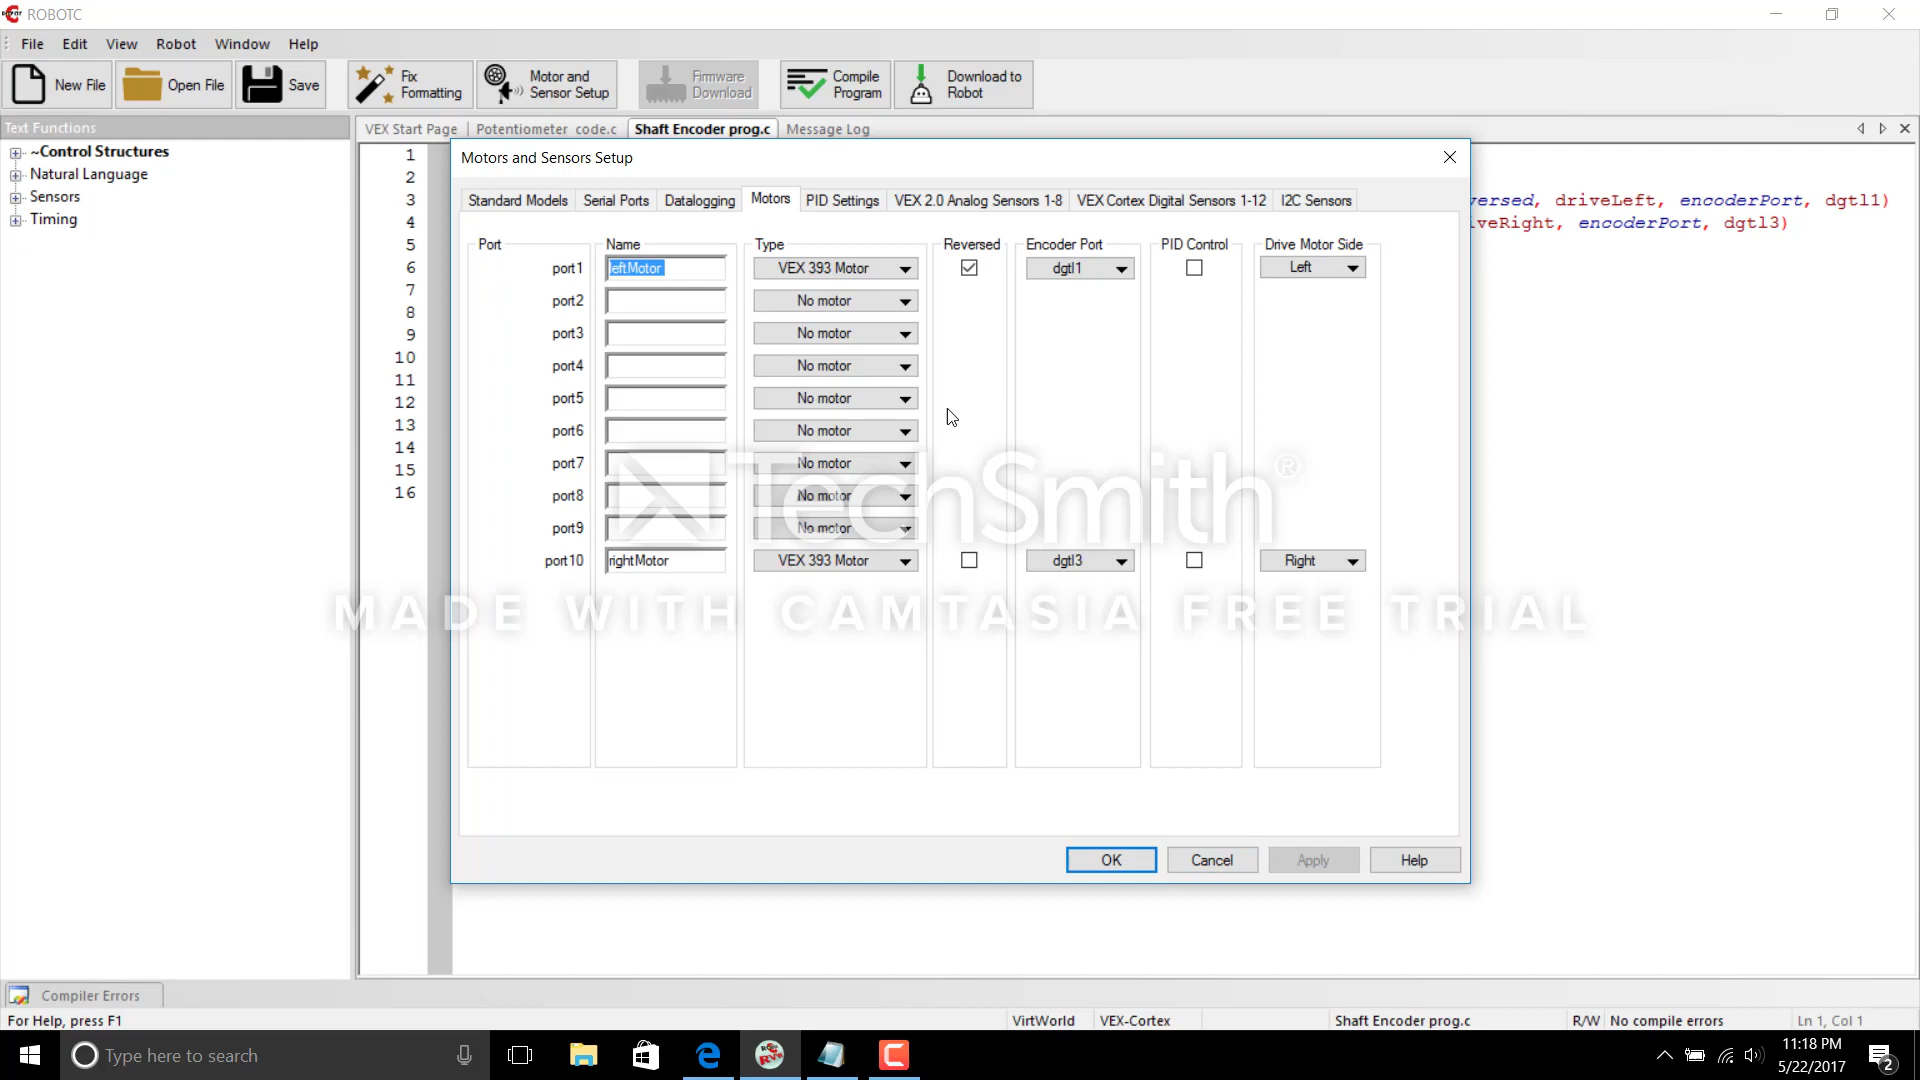 ROBOTC
File Edit View Robot Window Help
New File Open File Save Fix Formatting Motor and Sensor Setup Firmware Download Compile Program Download to Robot
Text Functions
VEX Start Page Potentiometer code.c Shaft Encoder prog.c Message Log
~Control Structures
Natural Language
Sensors
Timing
1
2
3
4
5
6
7
8
9
10
11
12
13
14
15
16
versed, driveLeft, encoderPort, dgtl1)
iveRight, encoderPort, dgtl3)
Motors and Sensors Setup
Standard Models Serial Ports Datalogging Motors PID Settings VEX 2.0 Analog Sensors 1-8 VEX Cortex Digital Sensors 1-12 I2C Sensors
Port Name Type Reversed Encoder Port PID Control Drive Motor Side
port1 leftMotor VEX 393 Motor dgtl1 Left
port2 No motor
port3 No motor
port4 No motor
port5 No motor
port6 No motor
port7 No motor
port8 No motor
port9 No motor
port10 rightMotor VEX 393 Motor dgtl3 Right
TechSmith®
MADE WITH CAMTASIA FREE TRIAL
OK Cancel Apply Help
Compiler Errors
For Help, press F1 VirtWorld VEX-Cortex Shaft Encoder prog.c R/W No compile errors Ln 1, Col 1
Type here to search
11:18 PM
5/22/2017
2